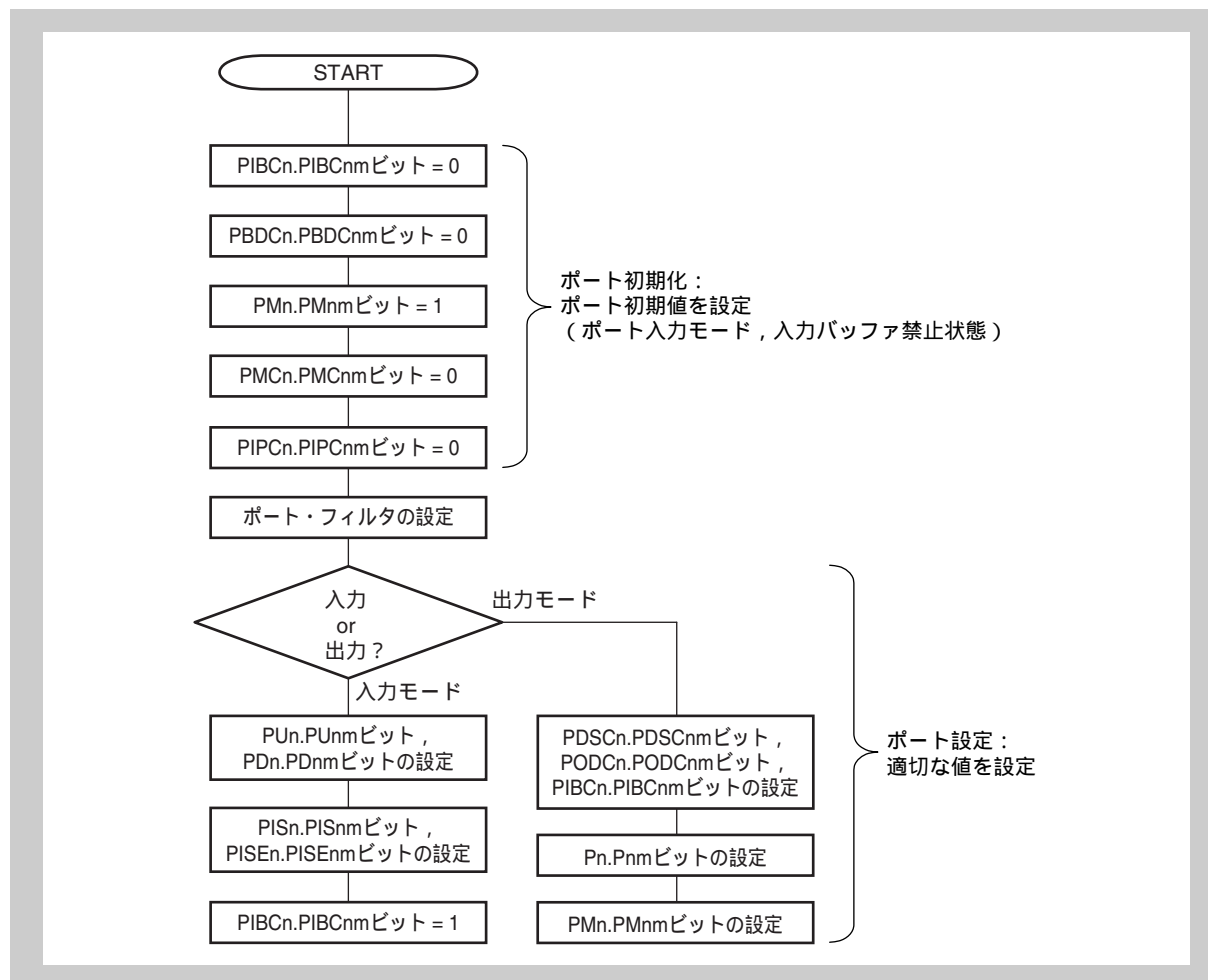 START
PIBCn.PIBCnmビット = 0
PBDCn.PBDCnmビット = 0
PMn.PMnmビット = 1
PMCn.PMCnmビット = 0
PIPCn.PIPCnmビット = 0
ポート初期化：
ポート初期値を設定
（ポート入力モード，入力バッファ禁止状態）
ポート・フィルタの設定
入力
or
出力？
出力モード
入力モード
PUn.PUnmビット，
PDn.PDnmビットの設定
PISn.PISnmビット，
PISEn.PISEnmビットの設定
PIBCn.PIBCnmビット = 1
PDSCn.PDSCnmビット，
PODCn.PODCnmビット，
PIBCn.PIBCnmビットの設定
Pn.Pnmビットの設定
PMn.PMnmビットの設定
ポート設定：
適切な値を設定